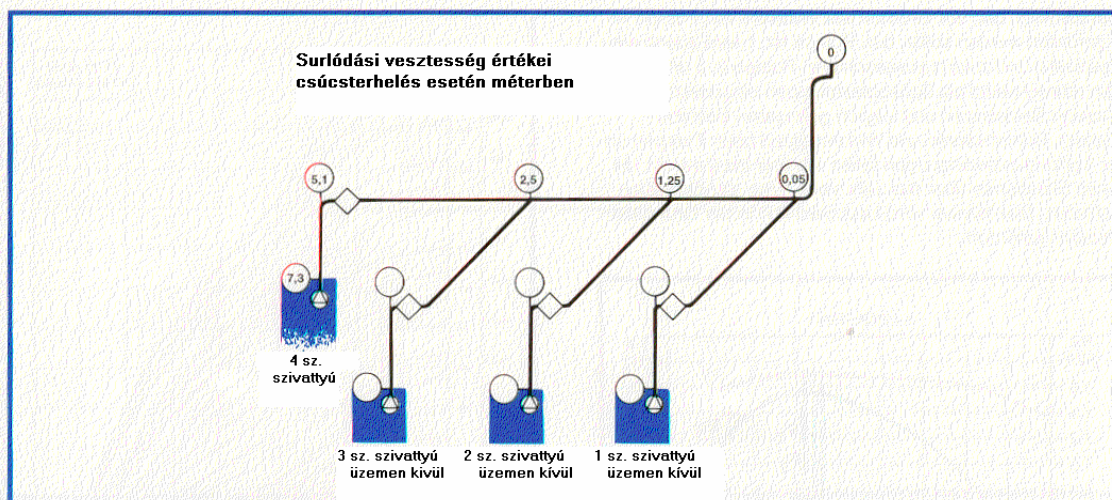 Surlódási vesztesség értékei
csúcsterhelés esetén méterben
0
5,1
2,5
1,25
0,05
7,3
4 sz.
szivattyú
3 sz. szivattyú
üzemen kívül
2 sz. szivattyú
üzemen kívül
1 sz. szivattyú
üzemen kívül